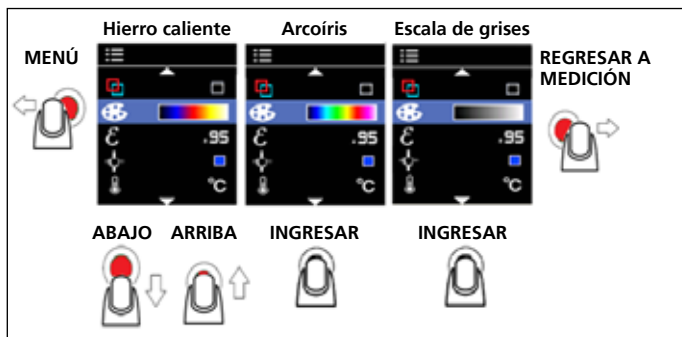 Hierro caliente
Arcoíris
Escala de grises
MENÚ
REGRESAR A
MEDICIÓN
ε .95
°C
ε .95
°C
ε .95
°C
ABAJO
ARRIBA
INGRESAR
INGRESAR